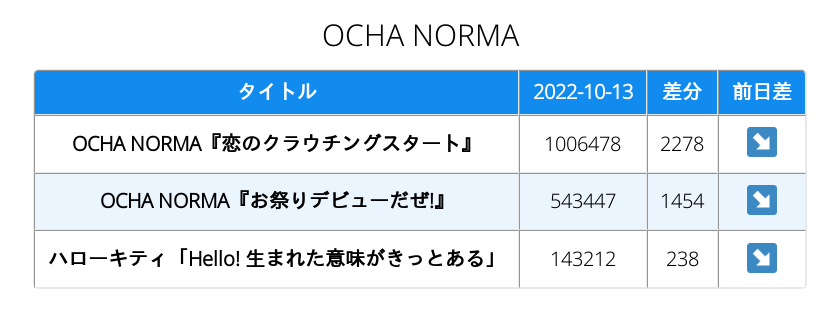 OCHA NORMA
タイトル 2022-10-13 差分 前日差
OCHA NORMA『恋のクラウチングスタート』 1006478 2278 ↘
OCHA NORMA『お祭りデビューだぜ!』 543447 1454 ↘
ハローキティ「Hello! 生まれた意味がきっとある」 143212 238 ↘